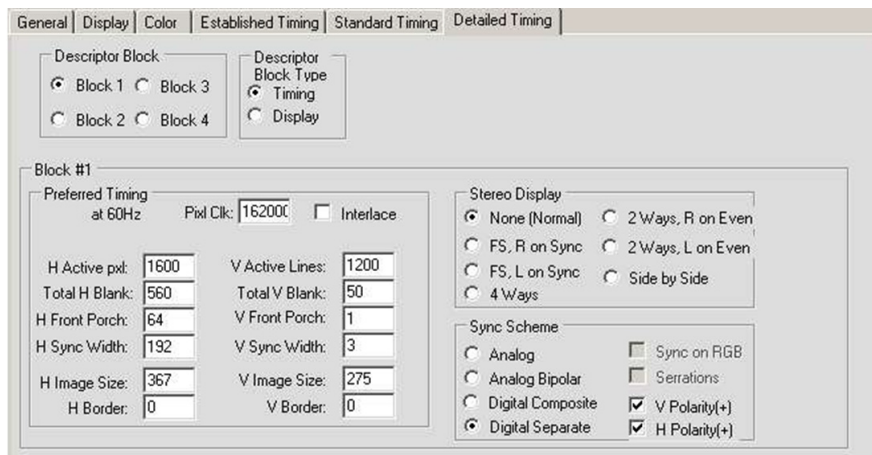 General Display Color Established Timing Standard Timing Detailed Timing
Descriptor Block
Block 1 Block 3
Block 2 Block 4
Descriptor
Block Type
Timing
Display
Block #1
Preferred Timing
at 60Hz Pixl Clk: 16200 Interlace
H Active pxl: 1600 V Active Lines: 1200
Total H Blank: 560 Total V Blank: 50
H Front Porch: 64 V Front Porch: 1
H Sync Width: 192 V Sync Width: 3
H Image Size: 367 V Image Size: 275
H Border: 0 V Border: 0
Stereo Display
None (Normal) 2 Ways, R on Even
FS, R on Sync 2 Ways, L on Even
FS, L on Sync Side by Side
4 Ways
Sync Scheme
Analog Sync on RGB
Analog Bipolar Serrations
Digital Composite V Polarity(+)
Digital Separate H Polarity(+)